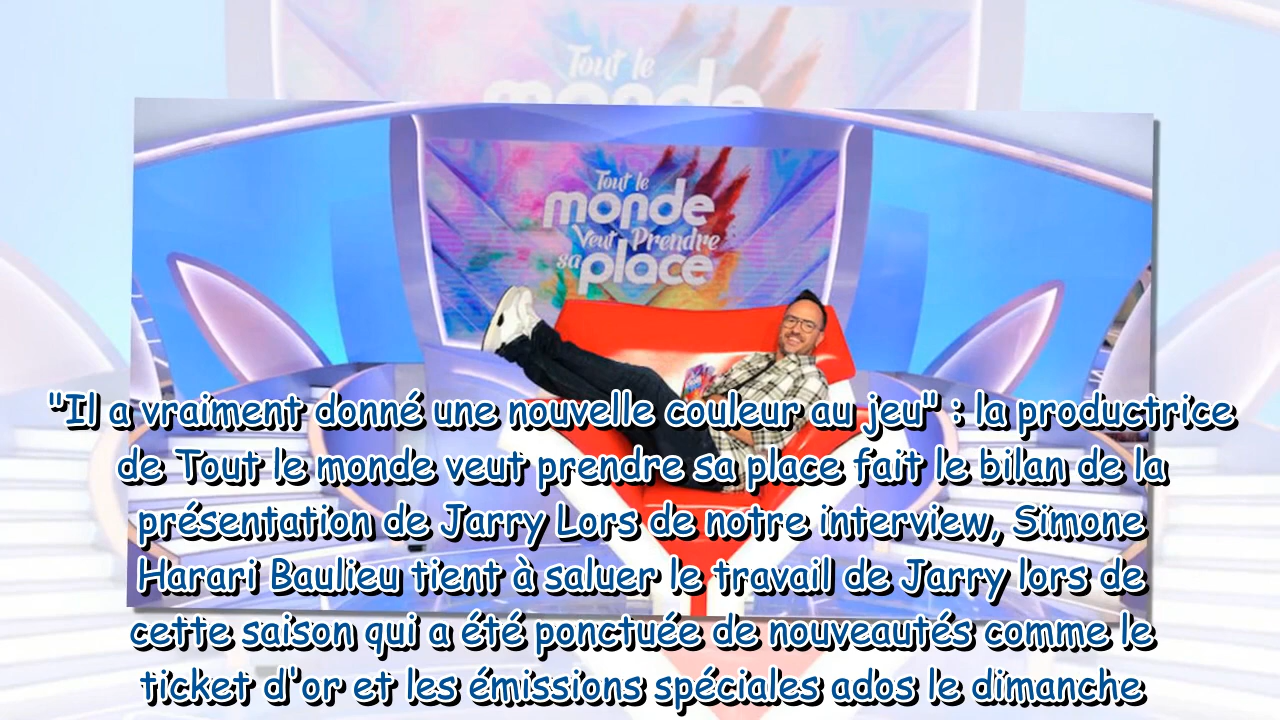 Tout le
monde
Tout le
monde
Veut Prendre
sa place
"Il a vraiment donné une nouvelle couleur au jeu" : la productrice
de Tout le monde veut prendre sa place fait le bilan de la
présentation de Jarry Lors de notre interview, Simone
Harari Baulieu tient à saluer le travail de Jarry lors de
cette saison qui a été ponctuée de nouveautés comme le
ticket d'or et les émissions spéciales ados le dimanche